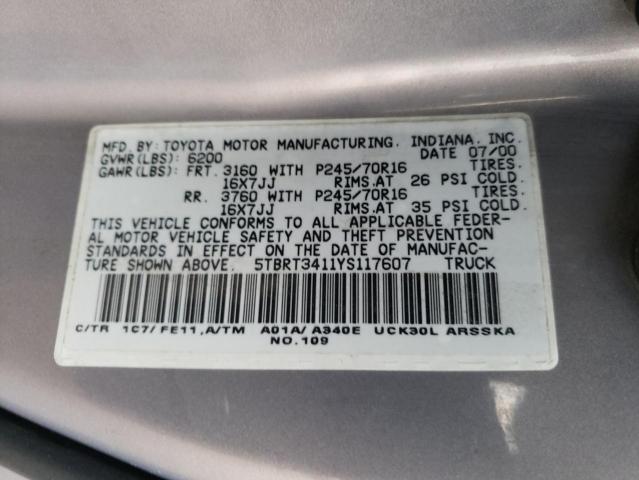 MFD. BY: TOYOTA MOTOR MANUFACTURING, INDIANA, INC.
GVWR(LBS): 6200 DATE 07/00
GAWR(LBS): FRT. 3160 WITH P245/70R16 TIRES.
16X7JJ RIMS.AT 26 PSI COLD.
RR. 3760 WITH P245/70R16 TIRES.
16X7JJ RIMS.AT 35 PSI COLD.
THIS VEHICLE CONFORMS TO ALL APPLICABLE FEDER-
AL MOTOR VEHICLE SAFETY AND THEFT PREVENTION
STANDARDS IN EFFECT ON THE DATE OF MANUFAC-
TURE SHOWN ABOVE. 5TBRT3411YS117607 TRUCK
C/TR 1C7/FE11,A/TM A01A/A340E UCK30L ARSSKA
NO.109